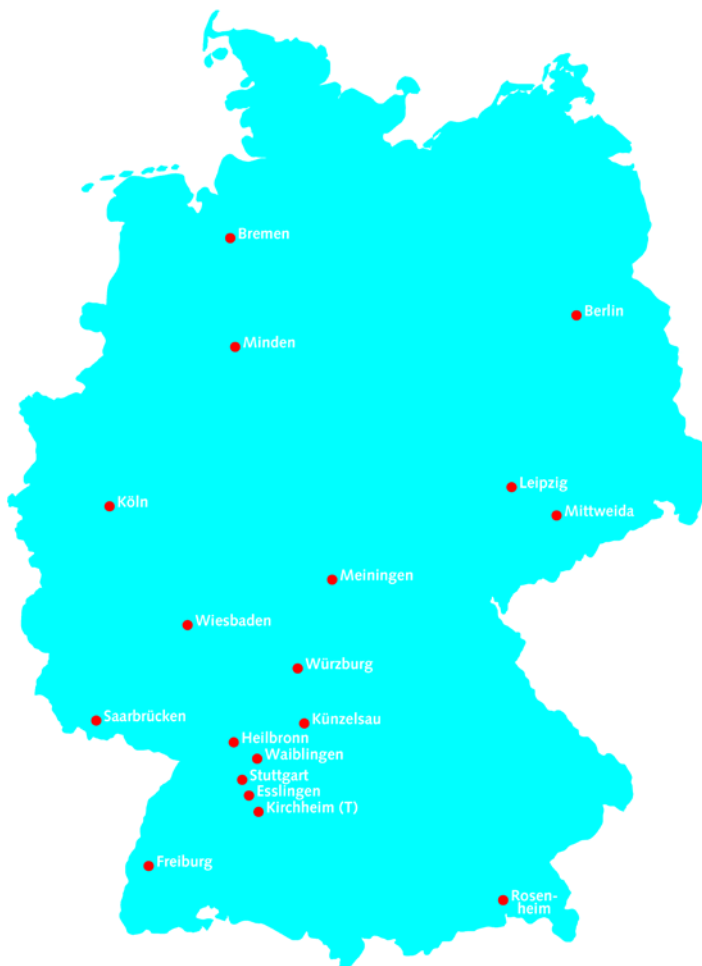 Bremen
Berlin
Minden
Leipzig
Köln
Mittweida
Meiningen
Wiesbaden
Würzburg
Saarbrücken
Künzelsau
Heilbronn
Waiblingen
Stuttgart
Esslingen
Kirchheim (T)
Freiburg
Rosen-
heim